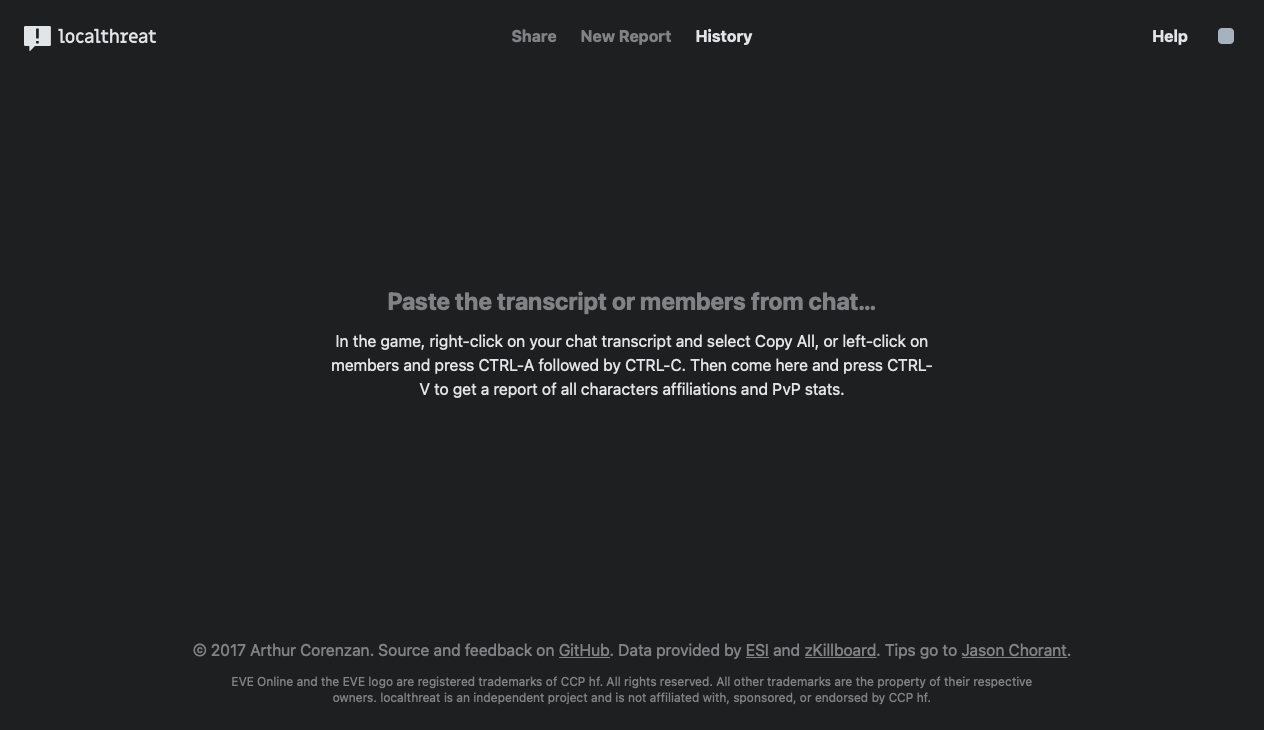 localthreat
Share New Report History
Help
Paste the transcript or members from chat...
In the game, right-click on your chat transcript and select Copy All, or left-click on
members and press CTRL-A followed by CTRL-C. Then come here and press CTRL-
V to get a report of all characters affiliations and PvP stats.
© 2017 Arthur Corenzan. Source and feedback on GitHub. Data provided by ESI and zKillboard. Tips go to Jason Chorant.
EVE Online and the EVE logo are registered trademarks of CCP hf. All rights reserved. All other trademarks are the property of their respective
owners. localthreat is an independent project and is not affiliated with, sponsored, or endorsed by CCP hf.